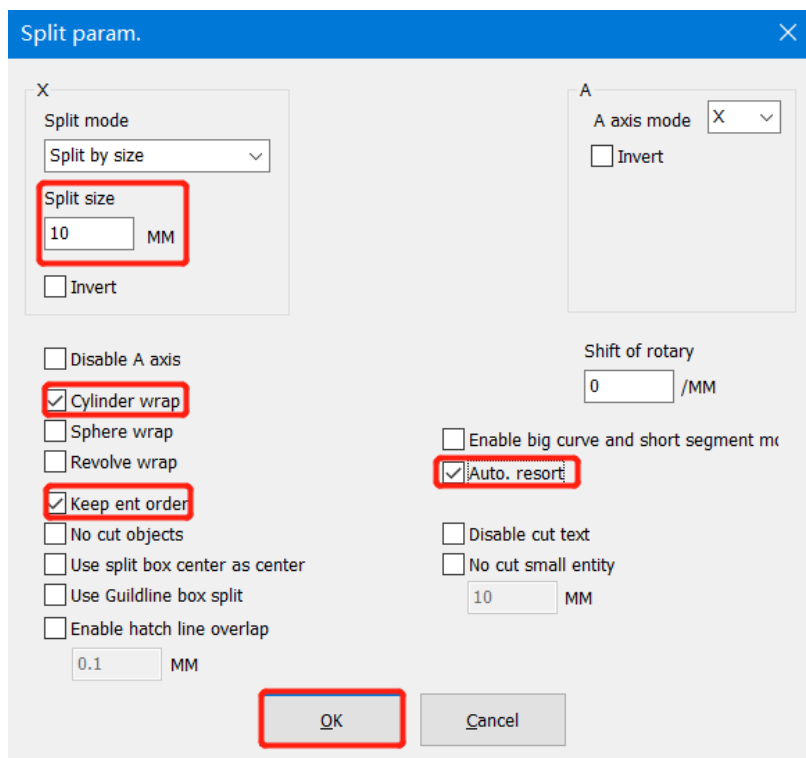 Split param.
X
Split mode
Split by size
Split size
10 MM
Invert
A
A axis mode X
Invert
Disable A axis
Cylinder wrap
Sphere wrap
Revolve wrap
Keep ent order
No cut objects
Use split box center as center
Use Guildline box split
Enable hatch line overlap
0.1 MM
Shift of rotary
0 /MM
Enable big curve and short segment mo
Auto. resort
Disable cut text
No cut small entity
10 MM
OK
Cancel